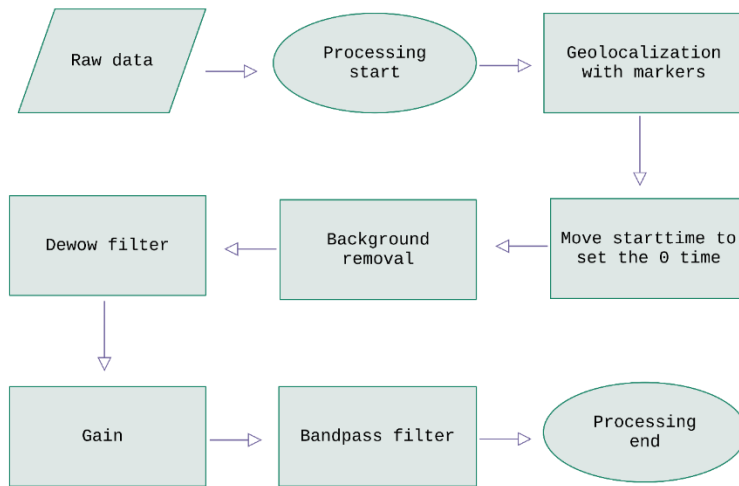 Raw data
Processing
start
Geolocalization
with markers
Move starttime to
set the 0 time
Background
removal
Dewow filter
Gain
Bandpass filter
Processing
end